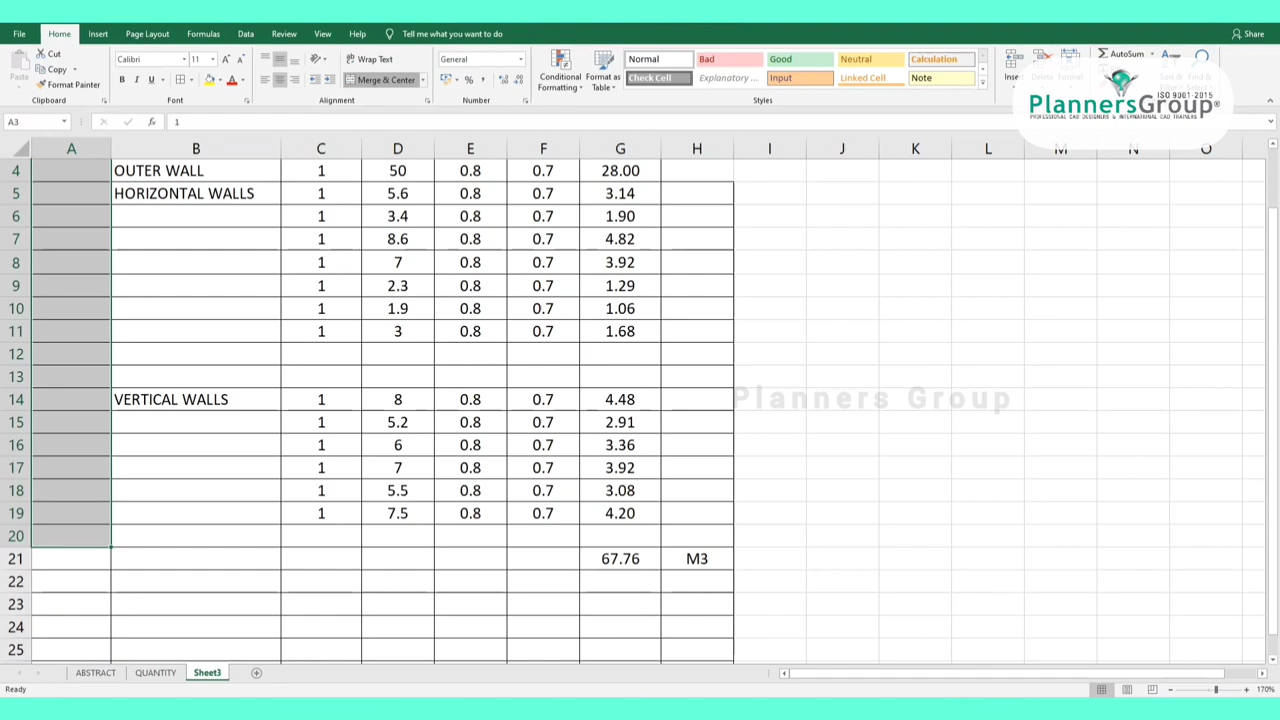 File Home Insert Page Layout Formulas Data Review View Help Tell me what you want to do Share
Cut
Copy
Format Painter
Paste
Clipboard
Calibri 11
B I U
Font
Wrap Text
Merge & Center
Alignment
General
Number
Conditional Formatting
Format as Table
Normal Bad Good Neutral Calculation
Check Cell Explanatory ... Input Linked Cell Note
Styles
AutoSum
PlannersGroup®
ISO 9001-2015
PROFESSIONAL CAD DESIGNERS & INTERNATIONAL CAD TRAINERS
A3 fx 1
A B C D E F G H I J K L M N O
4 OUTER WALL 1 50 0.8 0.7 28.00
5 HORIZONTAL WALLS 1 5.6 0.8 0.7 3.14
6 1 3.4 0.8 0.7 1.90
7 1 8.6 0.8 0.7 4.82
8 1 7 0.8 0.7 3.92
9 1 2.3 0.8 0.7 1.29
10 1 1.9 0.8 0.7 1.06
11 1 3 0.8 0.7 1.68
12
13
14 VERTICAL WALLS 1 8 0.8 0.7 4.48
Planners Group
15 1 5.2 0.8 0.7 2.91
16 1 6 0.8 0.7 3.36
17 1 7 0.8 0.7 3.92
18 1 5.5 0.8 0.7 3.08
19 1 7.5 0.8 0.7 4.20
20
21 67.76 M3
22
23
24
25
ABSTRACT QUANTITY Sheet3
Ready 170%